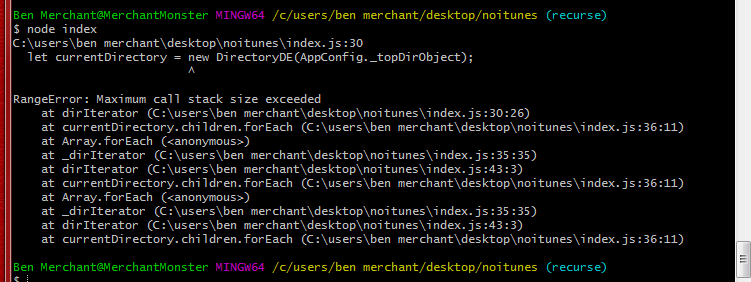 Ben Merchant@MerchantMonster MINGW64 /c/users/ben merchant/desktop/noitunes (recurse)
$ node index
C:\users\ben merchant\desktop\noitunes\index.js:30
  let currentDirectory = new DirectoryDE(AppConfig._topDirObject);
                         ^

RangeError: Maximum call stack size exceeded
    at dirIterator (C:\users\ben merchant\desktop\noitunes\index.js:30:26)
    at currentDirectory.children.forEach (C:\users\ben merchant\desktop\noitunes\index.js:36:11)
    at Array.forEach (<anonymous>)
    at _dirIterator (C:\users\ben merchant\desktop\noitunes\index.js:35:35)
    at dirIterator (C:\users\ben merchant\desktop\noitunes\index.js:43:3)
    at currentDirectory.children.forEach (C:\users\ben merchant\desktop\noitunes\index.js:36:11)
    at Array.forEach (<anonymous>)
    at _dirIterator (C:\users\ben merchant\desktop\noitunes\index.js:35:35)
    at dirIterator (C:\users\ben merchant\desktop\noitunes\index.js:43:3)
    at currentDirectory.children.forEach (C:\users\ben merchant\desktop\noitunes\index.js:36:11)

Ben Merchant@MerchantMonster MINGW64 /c/users/ben merchant/desktop/noitunes (recurse)
$